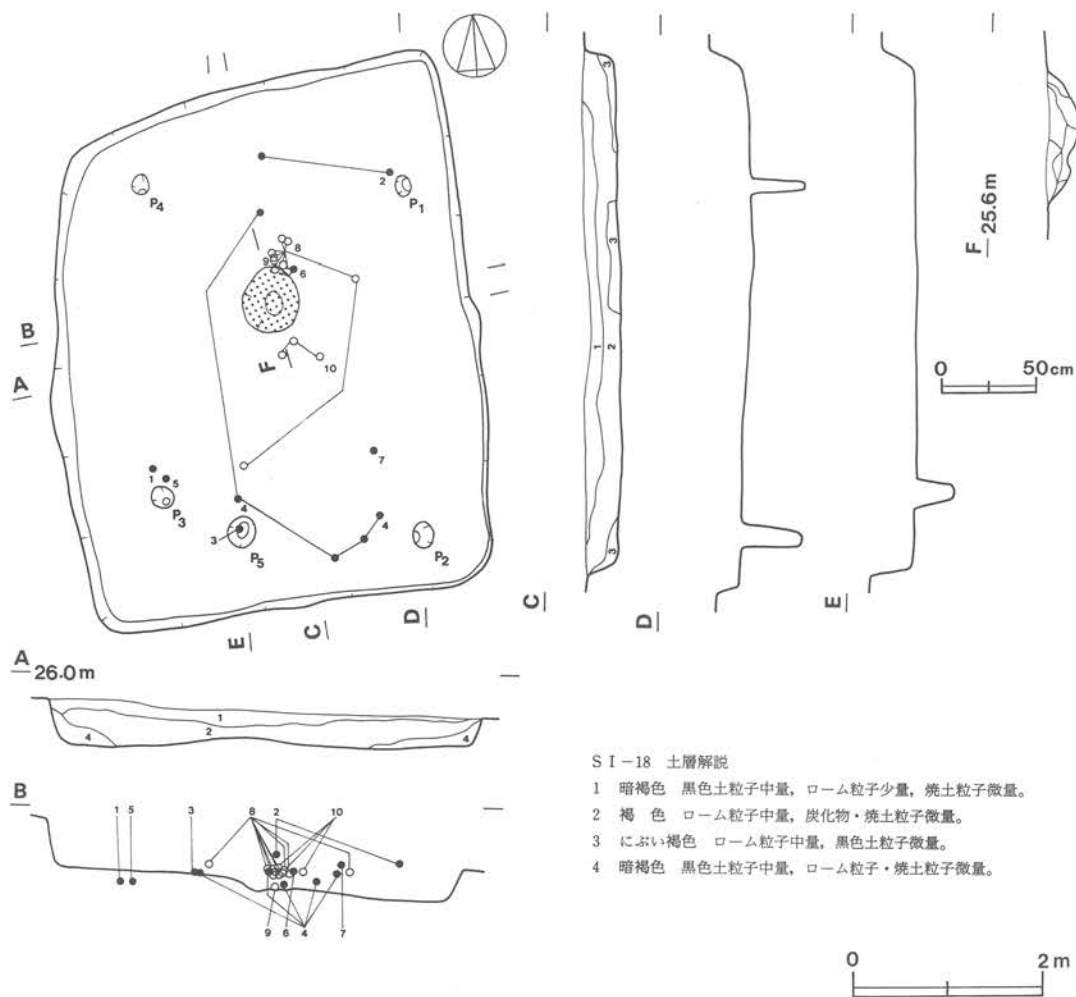 P4
2
P1
8
9
6
B
F
10
A
7
1
5
4
P3
3
P5
4
P2
E
C
D
3
3
1
2
3
C
D
E
F 25.6m
0 50cm
A 26.0m
1
2
4
4
B
1 5 3 8 2 10
9 6 4 7
SI-18 土層解説
1 暗褐色 黒色土粒子中量，ローム粒子少量，焼土粒子微量。
2 褐色 ローム粒子中量，炭化物・焼土粒子微量。
3 にぶい褐色 ローム粒子中量，黒色土粒子微量。
4 暗褐色 黒色土粒子中量，ローム粒子・焼土粒子微量。
0 2m